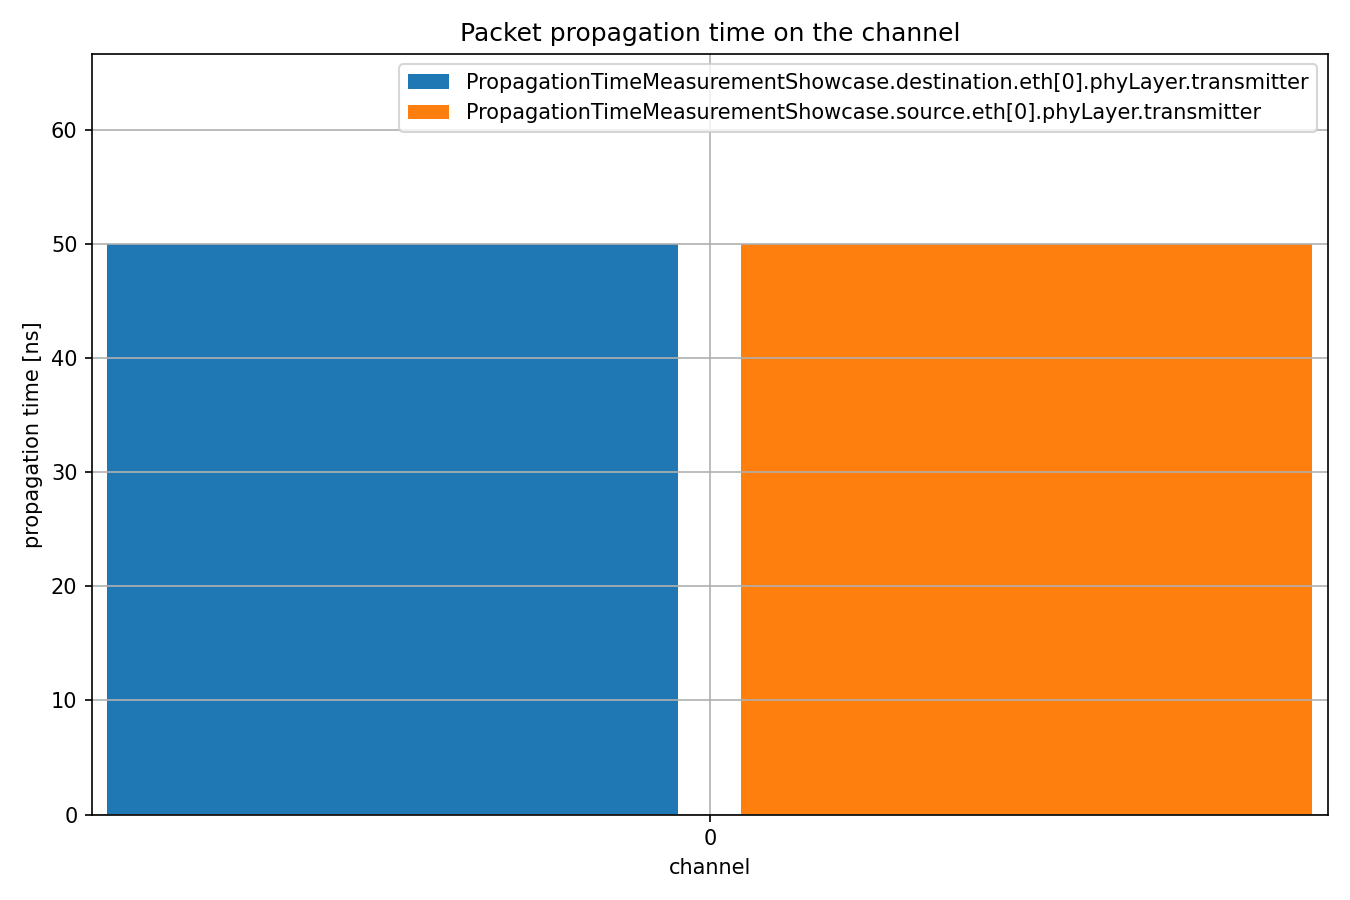 Packet propagation time on the channel
PropagationTimeMeasurementShowcase.destination.eth[0].phyLayer.transmitter
PropagationTimeMeasurementShowcase.source.eth[0].phyLayer.transmitter
60
50
40
30
20
10
0
propagation time [ns]
0
channel